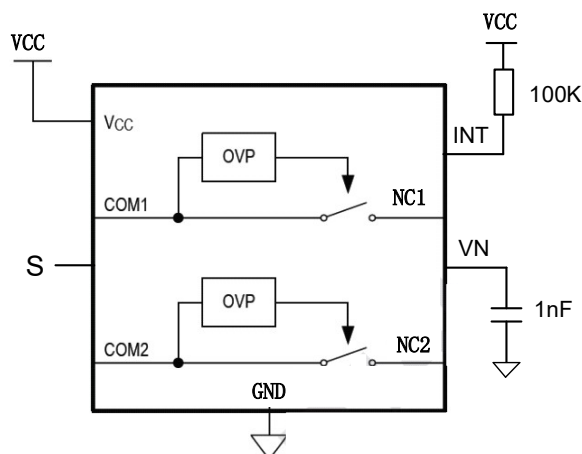 VCC
VCC
100K
INT
VCC
OVP
COM1
NC1
S
VN
OVP
1nF
COM2
NC2
GND